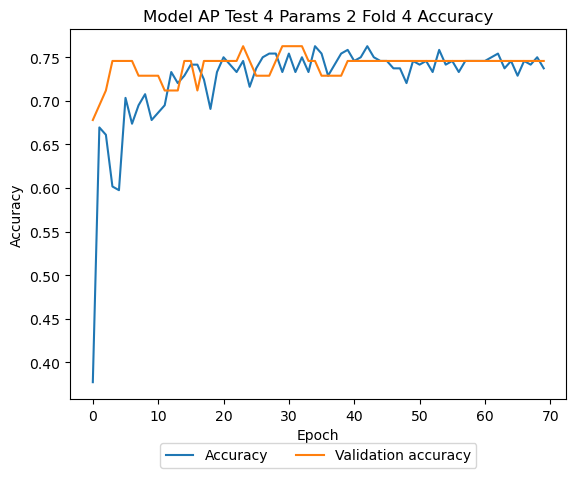 Model AP Test 4 Params 2 Fold 4 Accuracy
Accuracy
0.75
0.70
0.65
0.60
0.55
0.50
0.45
0.40
0 10 20 30 40 50 60 70
Epoch
Accuracy Validation accuracy